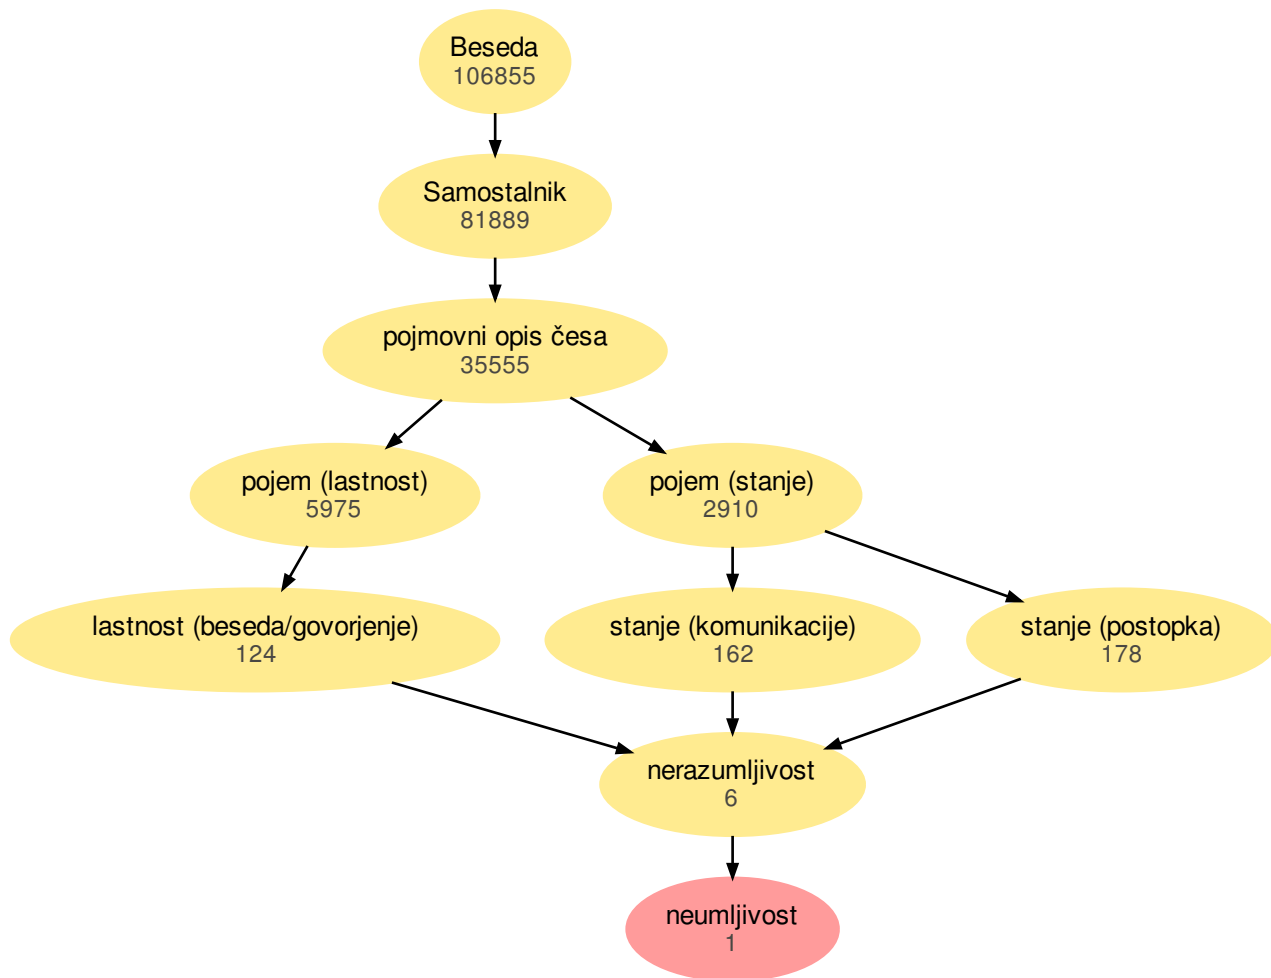 Beseda
106855
Samostalnik
81889
pojmovni opis česa
35555
pojem (lastnost)
5975
pojem (stanje)
2910
lastnost (beseda/govorjenje)
124
stanje (komunikacije)
162
stanje (postopka)
178
nerazumljivost
6
neumljivost
1